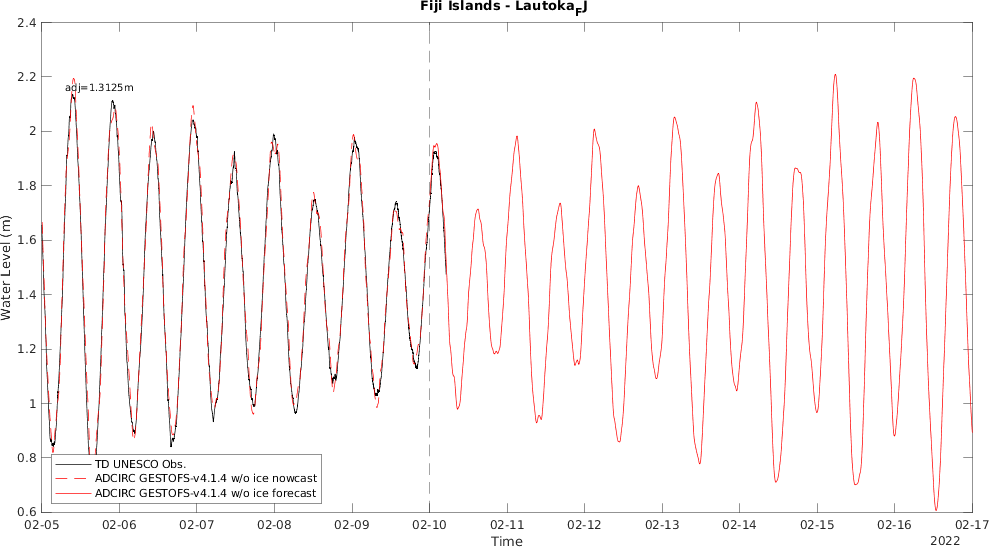 Fiji Islands - Lautoka_FJ
2.4
2.2
2
1.8
1.6
1.4
1.2
1
0.8
0.6
Water Level (m)
adj=1.3125m
TD UNESCO Obs.
ADCIRC GESTOFS-v4.1.4 w/o ice nowcast
ADCIRC GESTOFS-v4.1.4 w/o ice forecast
02-05 02-06 02-07 02-08 02-09 02-10 02-11 02-12 02-13 02-14 02-15 02-16 02-17
Time
2022